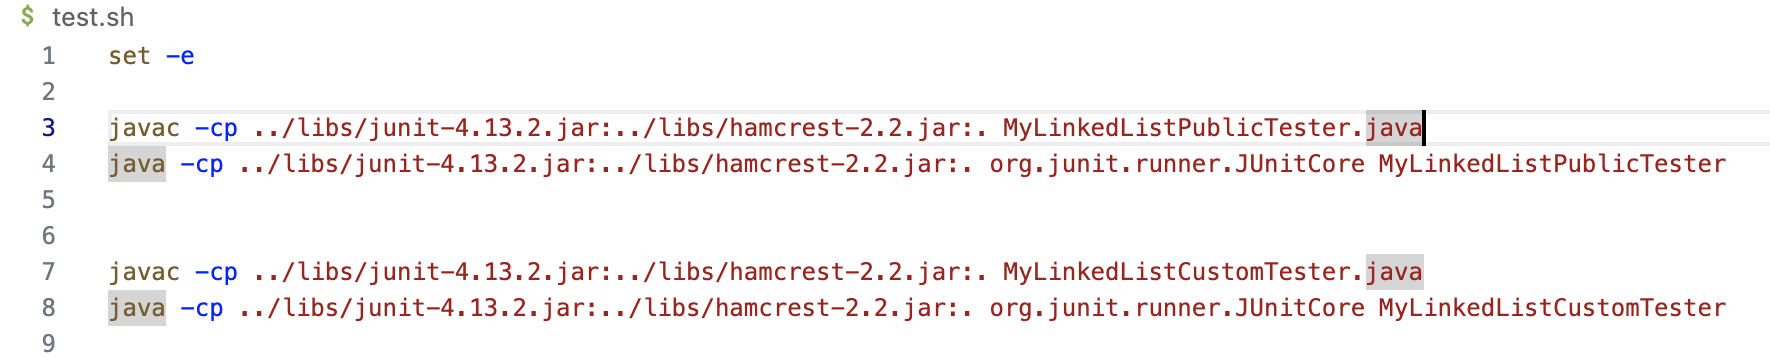 $ test.sh
1 set -e
2
3 javac -cp ../libs/junit-4.13.2.jar:../libs/hamcrest-2.2.jar:. MyLinkedListPublicTester.java
4 java -cp ../libs/junit-4.13.2.jar:../libs/hamcrest-2.2.jar:. org.junit.runner.JUnitCore MyLinkedListPublicTester
5
6
7 javac -cp ../libs/junit-4.13.2.jar:../libs/hamcrest-2.2.jar:. MyLinkedListCustomTester.java
8 java -cp ../libs/junit-4.13.2.jar:../libs/hamcrest-2.2.jar:. org.junit.runner.JUnitCore MyLinkedListCustomTester
9